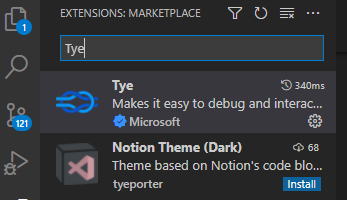 EXTENSIONS: MARKETPLACE
1
Tye
Tye 340ms
Makes it easy to debug and interac...
Microsoft
121
Notion Theme (Dark) 68
Theme based on Notion's code blo...
tyeporter Install